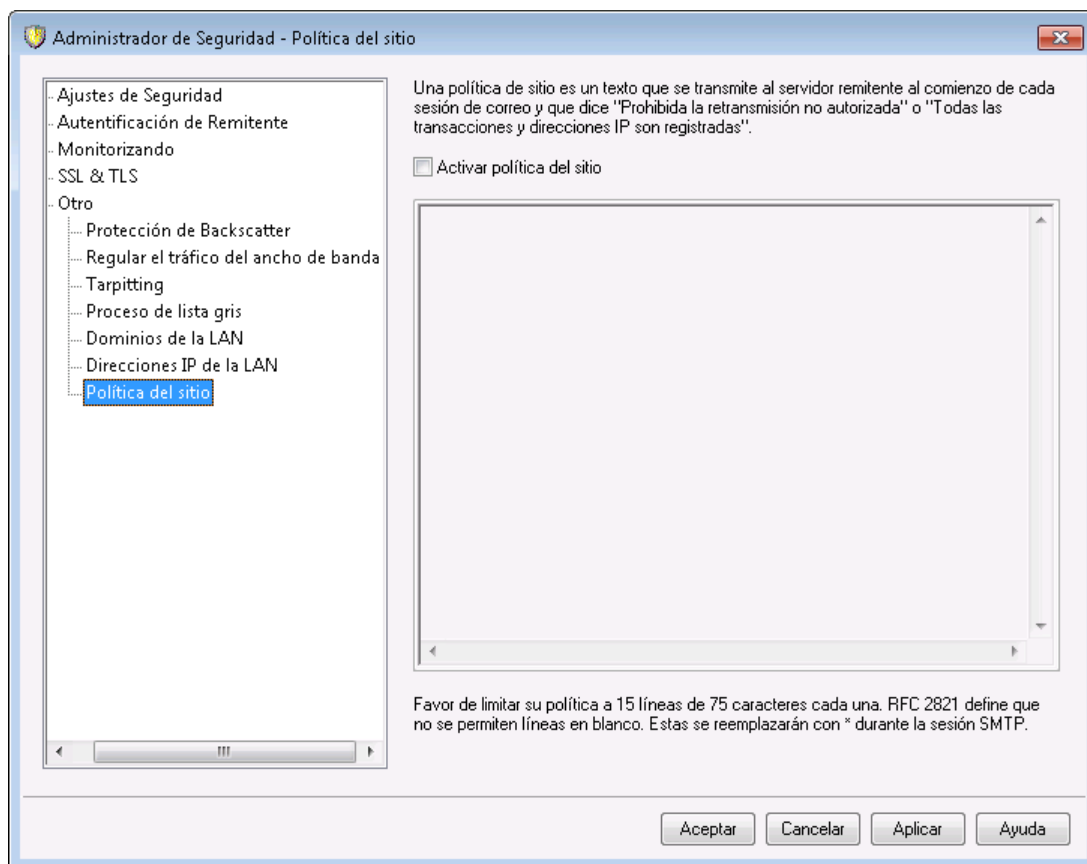 Administrador de Seguridad - Política del sitio
Ajustes de Seguridad
Autentificación de Remitente
Monitorizando
SSL & TLS
Otro
Protección de Backscatter
Regular el tráfico del ancho de banda
Tarpitting
Proceso de lista gris
Dominios de la LAN
Direcciones IP de la LAN
Política del sitio
Una política de sitio es un texto que se transmite al servidor remitente al comienzo de cada
sesión de correo y que dice "Prohibida la retransmisión no autorizada" o "Todas las
transacciones y direcciones IP son registradas".
Activar política del sitio
Favor de limitar su política a 15 líneas de 75 caracteres cada una. RFC 2821 define que
no se permiten líneas en blanco. Estas se reemplazarán con * durante la sesión SMTP.
Aceptar
Cancelar
Aplicar
Ayuda